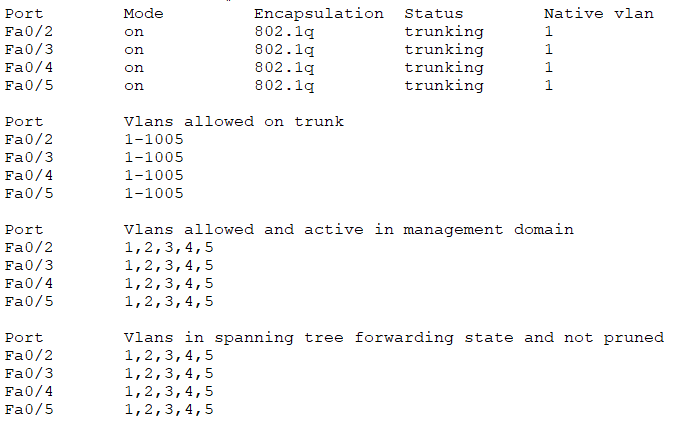 Port        Mode         Encapsulation  Status        Native vlan
Fa0/2       on           802.1q         trunking      1
Fa0/3       on           802.1q         trunking      1
Fa0/4       on           802.1q         trunking      1
Fa0/5       on           802.1q         trunking      1

Port        Vlans allowed on trunk
Fa0/2       1-1005
Fa0/3       1-1005
Fa0/4       1-1005
Fa0/5       1-1005

Port        Vlans allowed and active in management domain
Fa0/2       1,2,3,4,5
Fa0/3       1,2,3,4,5
Fa0/4       1,2,3,4,5
Fa0/5       1,2,3,4,5

Port        Vlans in spanning tree forwarding state and not pruned
Fa0/2       1,2,3,4,5
Fa0/3       1,2,3,4,5
Fa0/4       1,2,3,4,5
Fa0/5       1,2,3,4,5